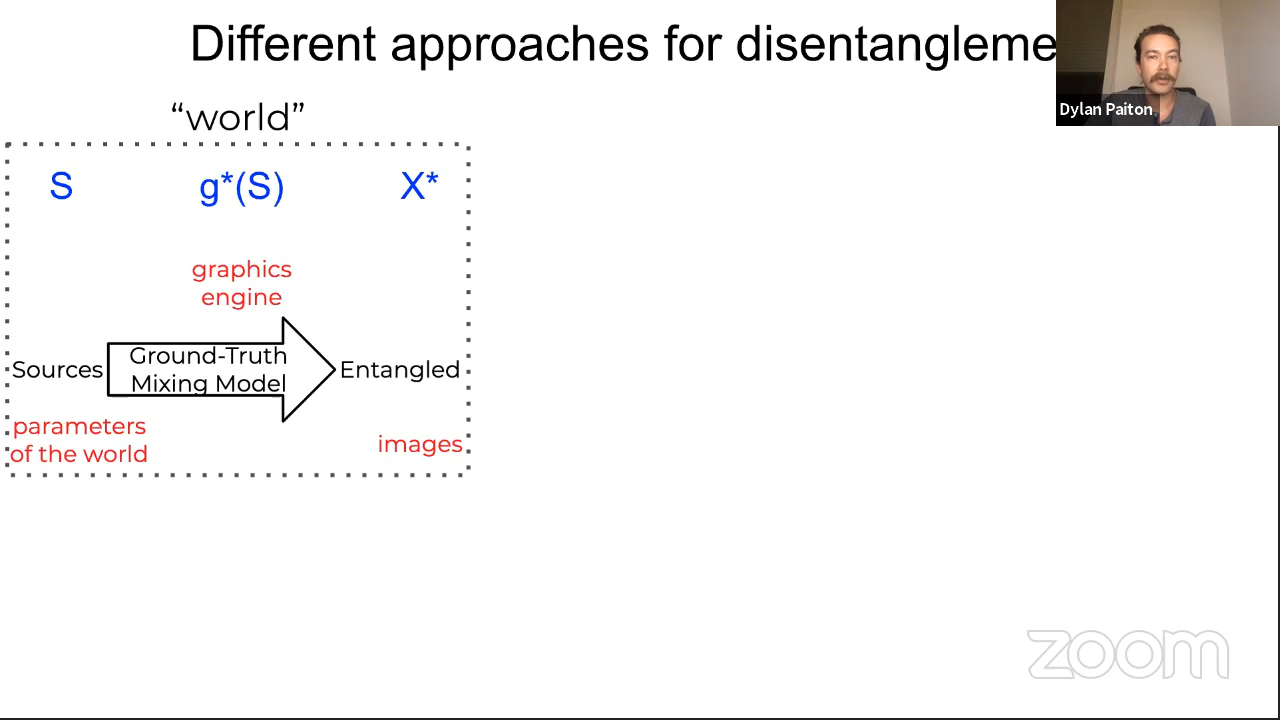 Different approaches for disentangleme
Dylan Paiton
“world”
S g*(S) X*
graphics
engine
Sources
Ground-Truth
Mixing Model
Entangled
parameters
of the world
images
zoom